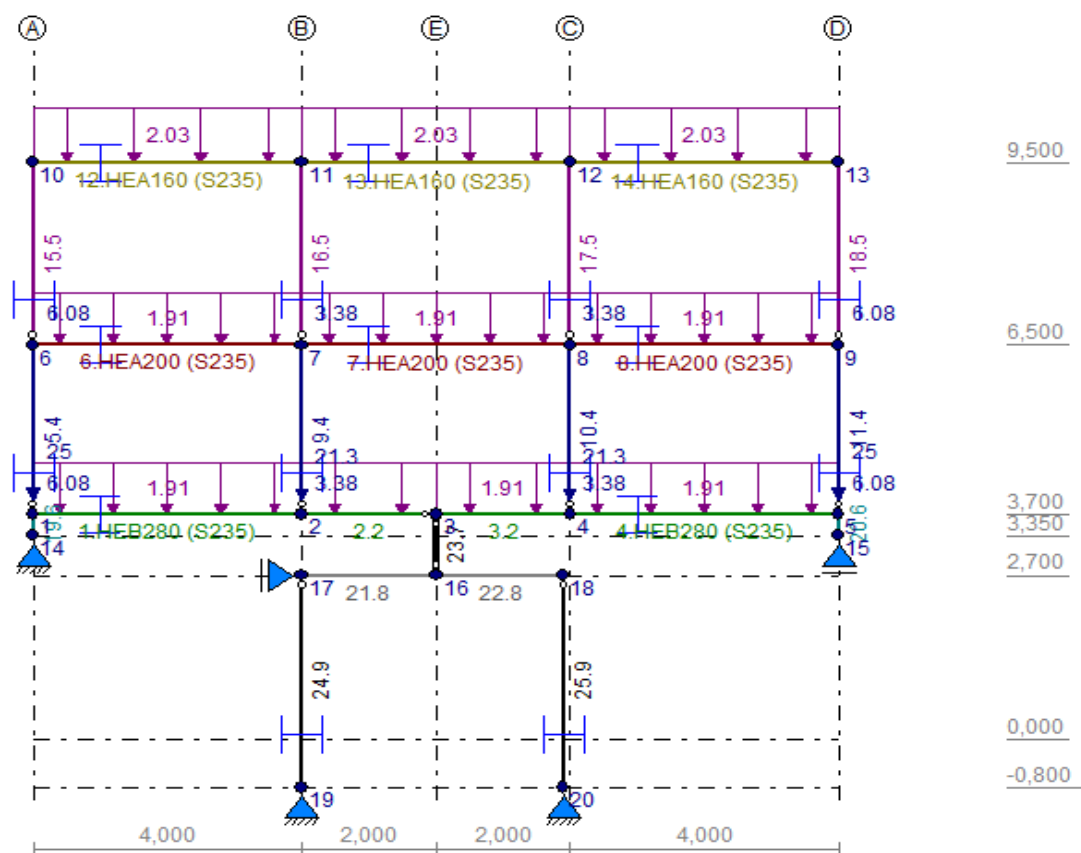 A B E C D
2.03 2.03 2.03
9,500
10 11 12 13
12.HEA160 (S235) 13.HEA160 (S235) 14.HEA160 (S235)
15.5 16.5 17.5 18.5
6.08 3.38 3.38 6.08
1.91 1.91 1.91
6,500
6 7 8 9
6.HEA200 (S235) 7.HEA200 (S235) 8.HEA200 (S235)
5.4 9.4 10.4 11.4
25 21.3 21.3 25
6.08 3.38 3.38 6.08
1.91 1.91 1.91
3,700
1 2 3 4 5
1.HEB280 (S235) 2.2 3.2 4.HEB280 (S235)
19.6 23.7 20.6
3,350
14 15
2,700
17 16 18
21.8 22.8
24.9 25.9
0,000
-0,800
19 20
4,000 2,000 2,000 4,000